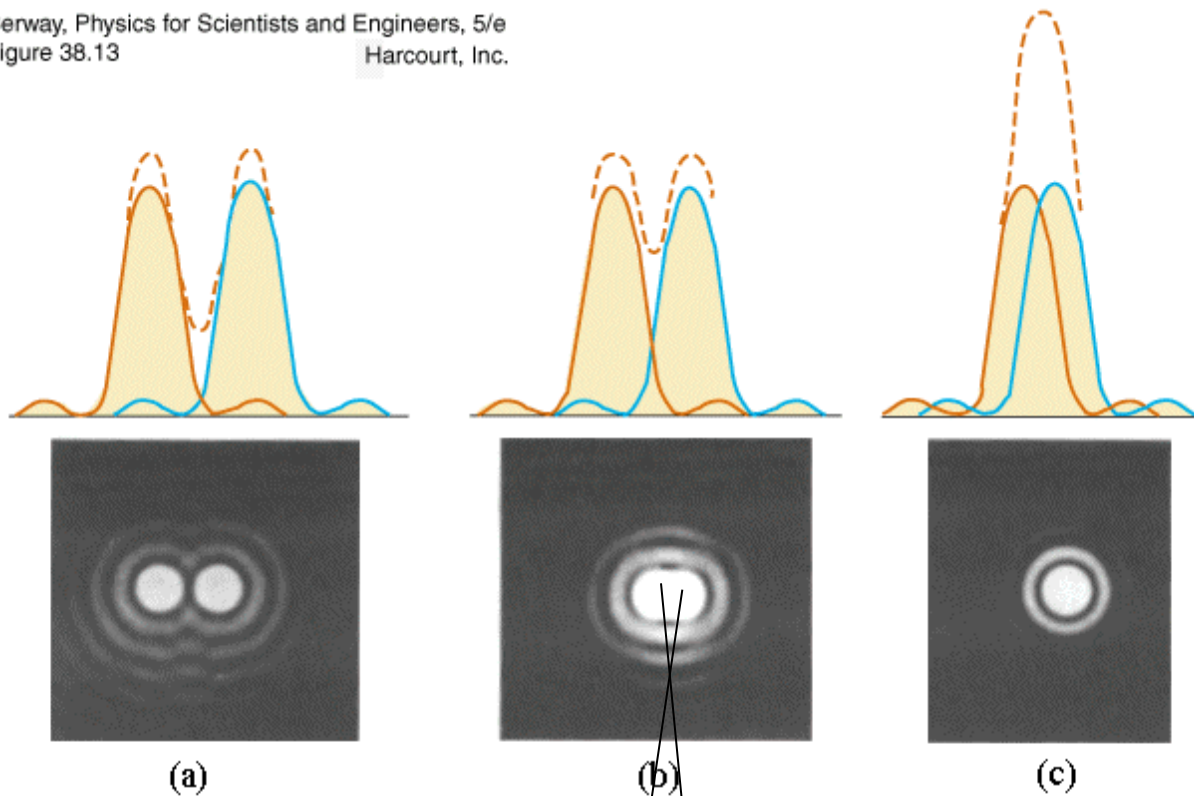 erway, Physics for Scientists and Engineers, 5/e
igure 38.13
Harcourt, Inc.
(a)
(b)
(c)